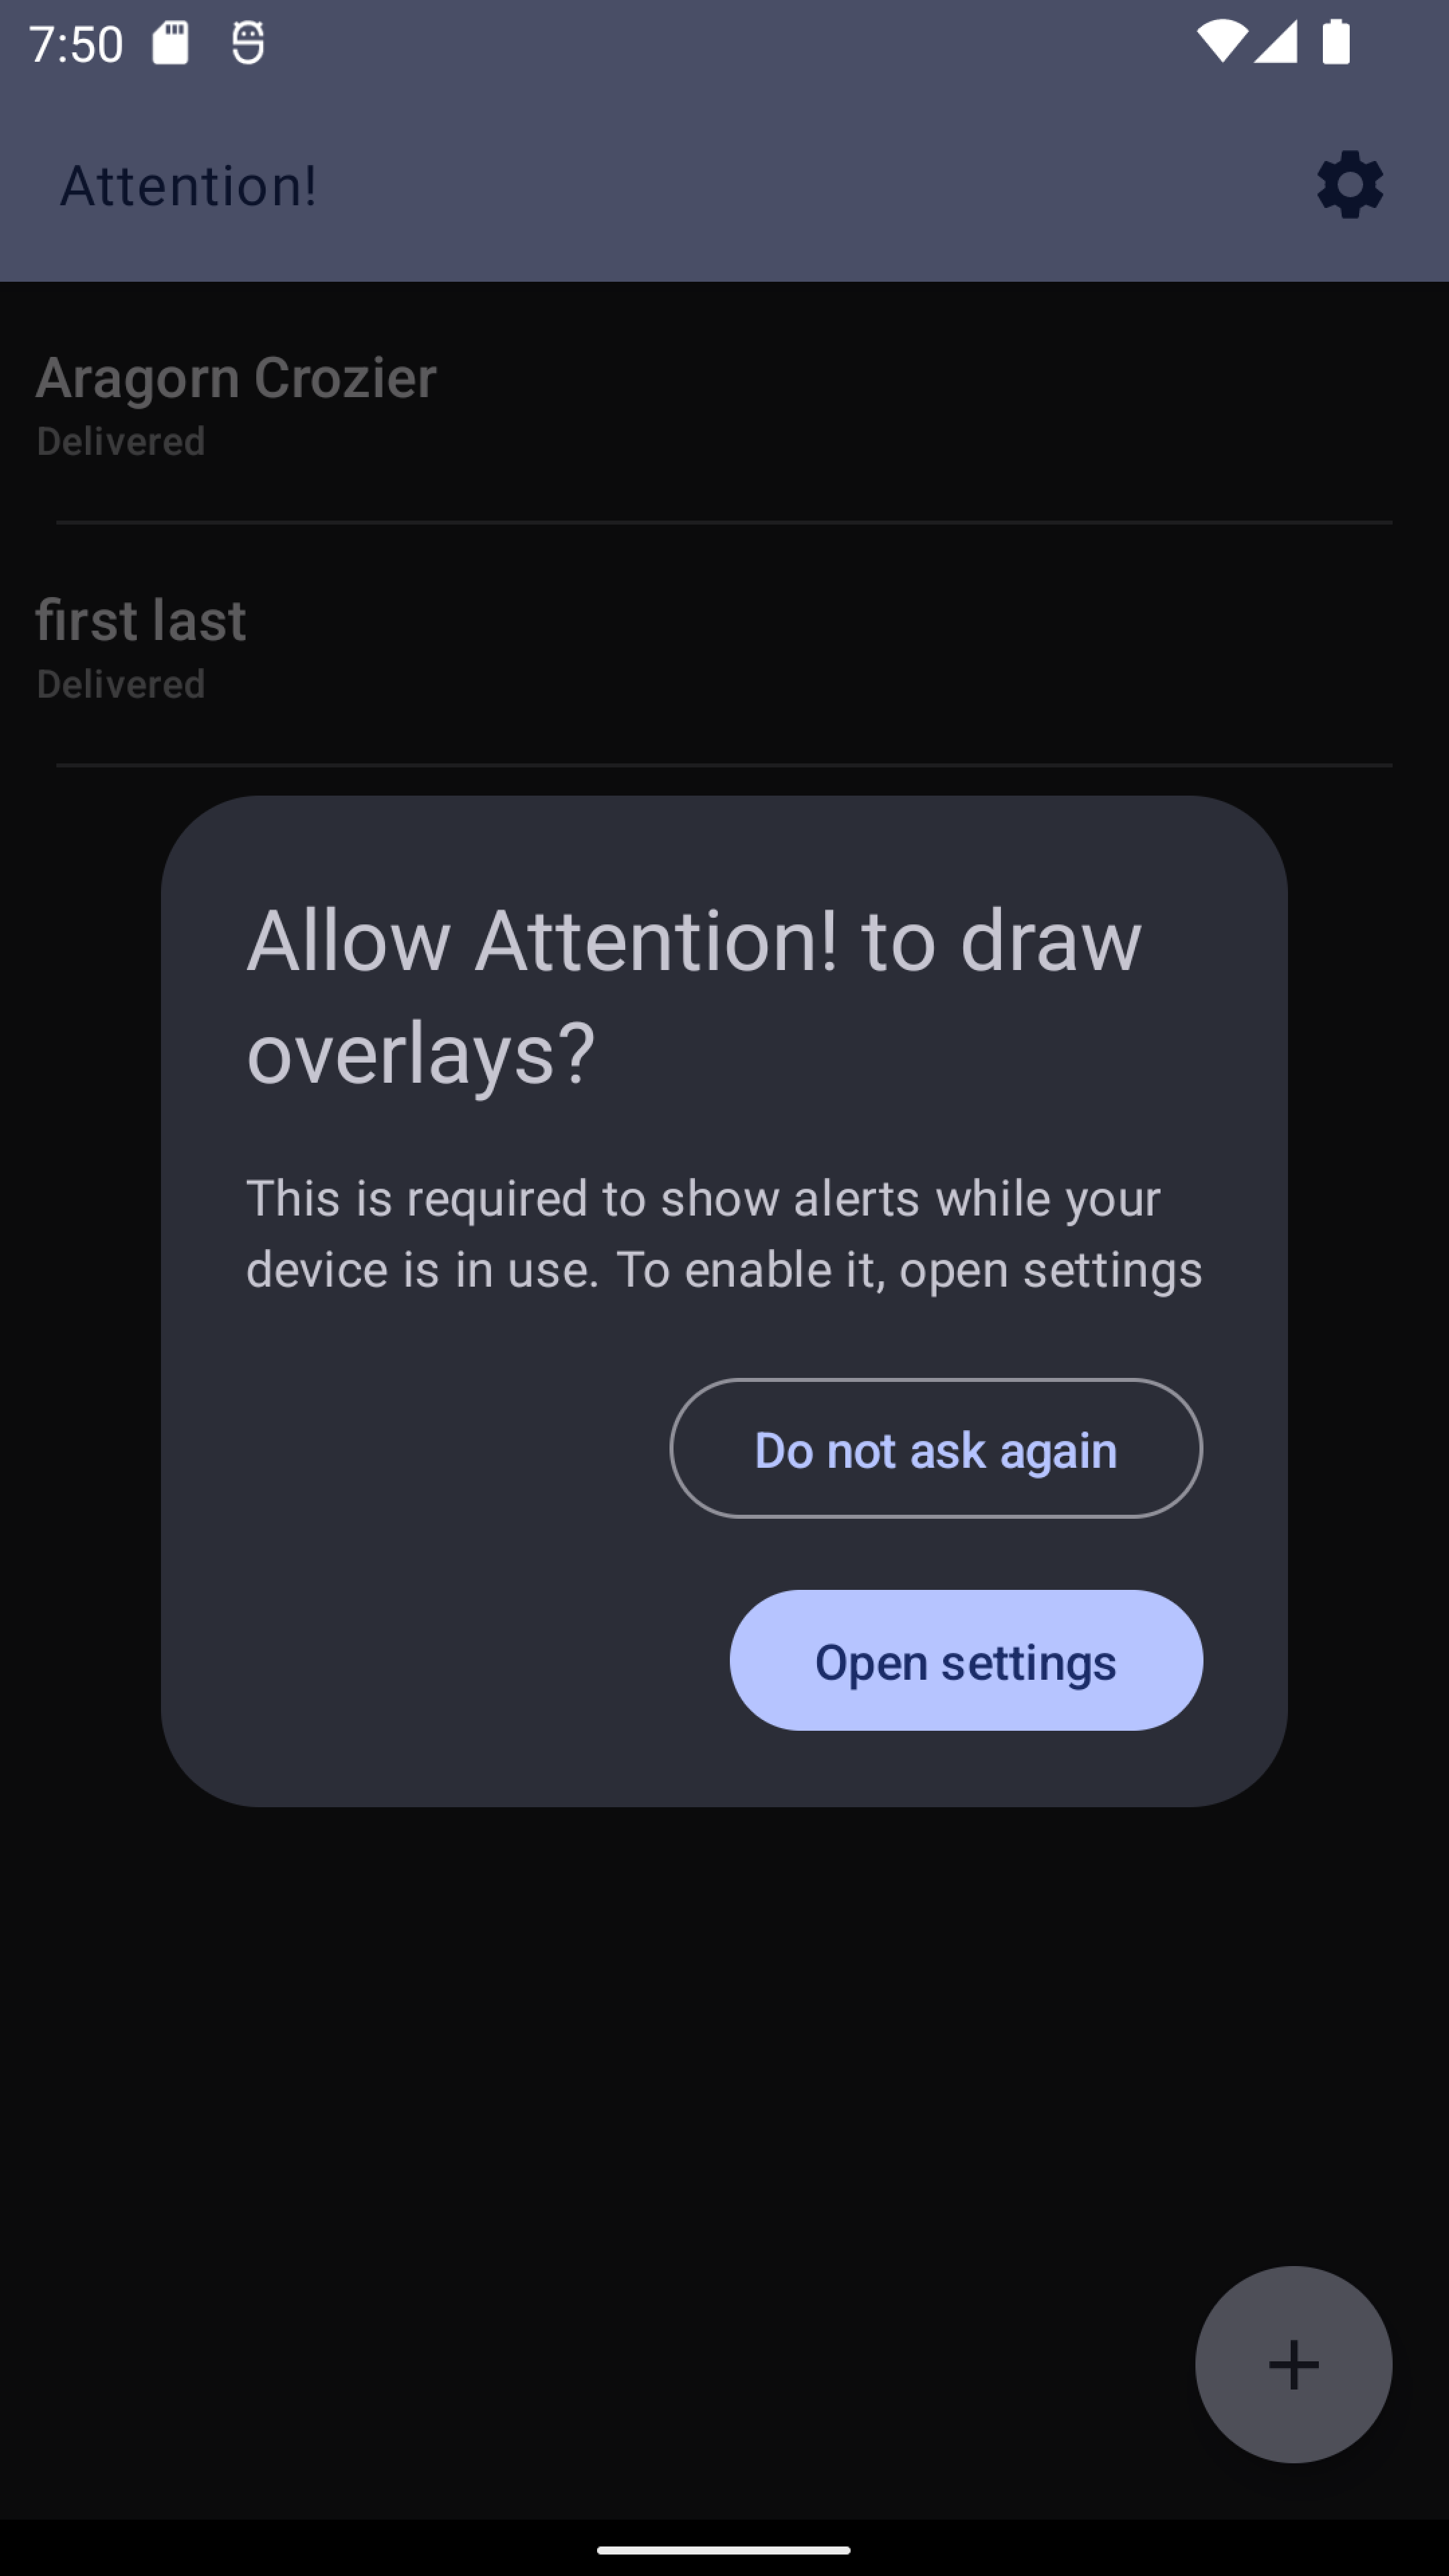 7:50
Attention!
Aragorn Crozier
Delivered
first last
Delivered
Allow Attention! to draw
overlays?
This is required to show alerts while your
device is in use. To enable it, open settings
Do not ask again
Open settings